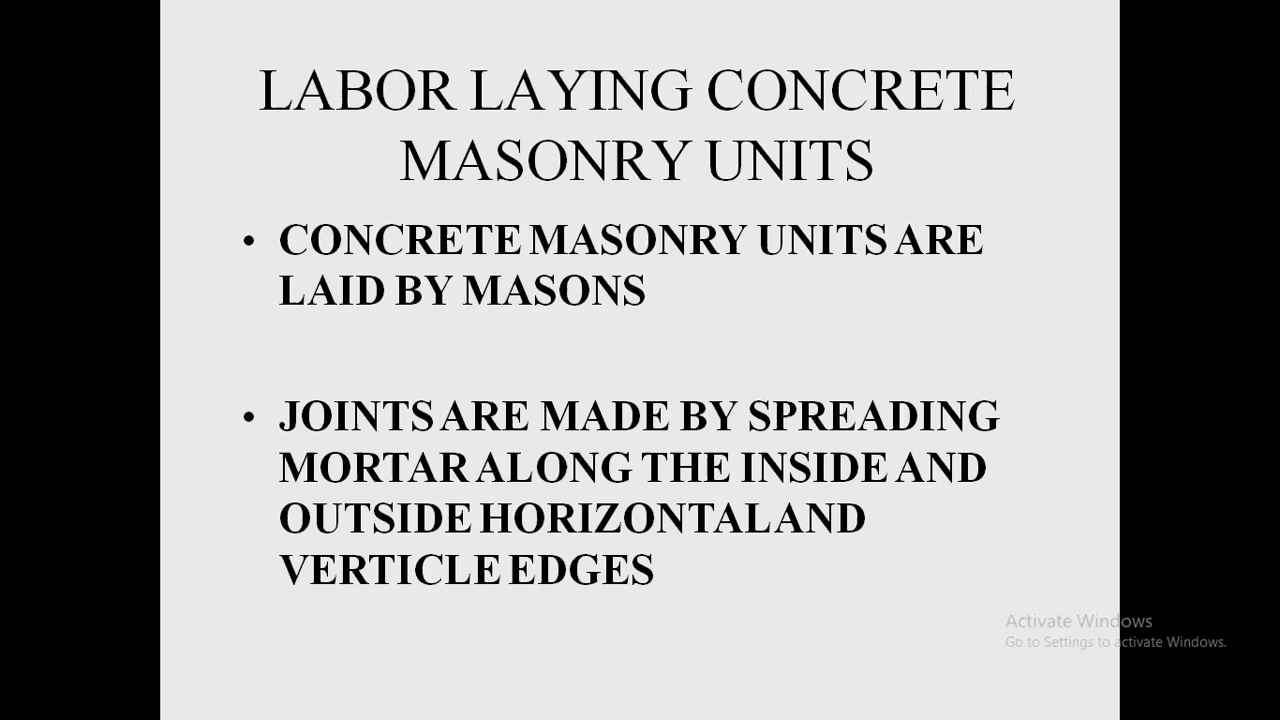 LABOR LAYING CONCRETE
MASONRY UNITS
• CONCRETE MASONRY UNITS ARE
LAID BY MASONS
• JOINTS ARE MADE BY SPREADING
MORTAR ALONG THE INSIDE AND
OUTSIDE HORIZONTAL AND
VERTICLE EDGES
Activate Windows
Go to Settings to activate Windows.